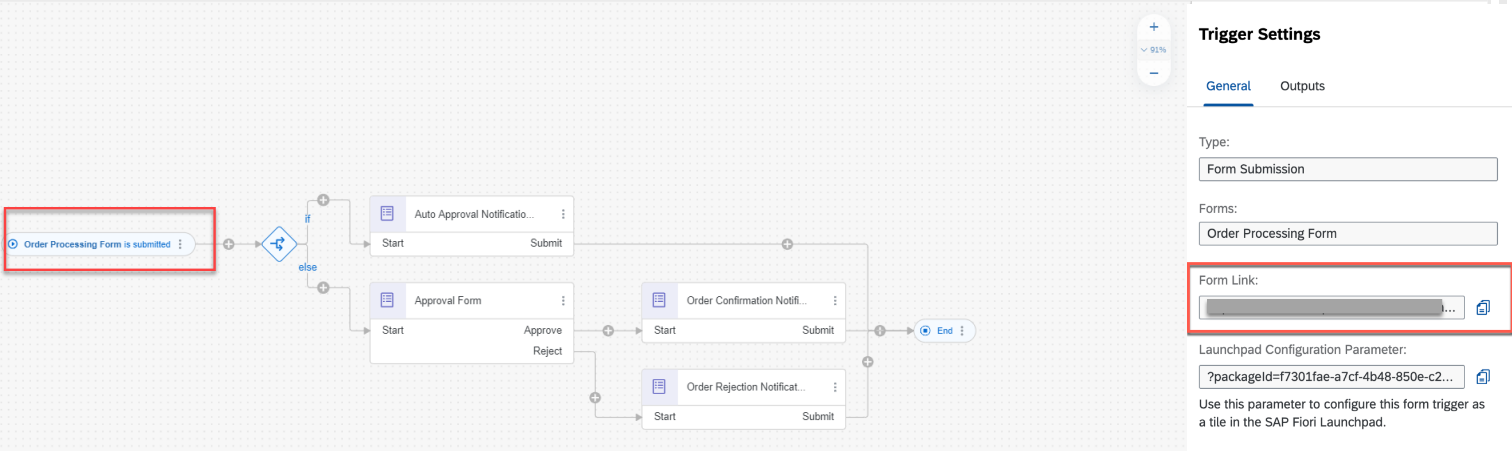 Trigger Settings
91%
General
Outputs
Type:
Form Submission
Forms:
Order Processing Form
Form Link:
...
Launchpad Configuration Parameter:
?packageId=f7301fae-a7cf-4b48-850e-c2...
Use this parameter to configure this form trigger as
a tile in the SAP Fiori Launchpad.
Order Processing Form is submitted
if
else
Auto Approval Notificatio...
Start
Submit
Approval Form
Start
Approve
Reject
Order Confirmation Notifi...
Start
Submit
Order Rejection Notificat...
Start
Submit
End